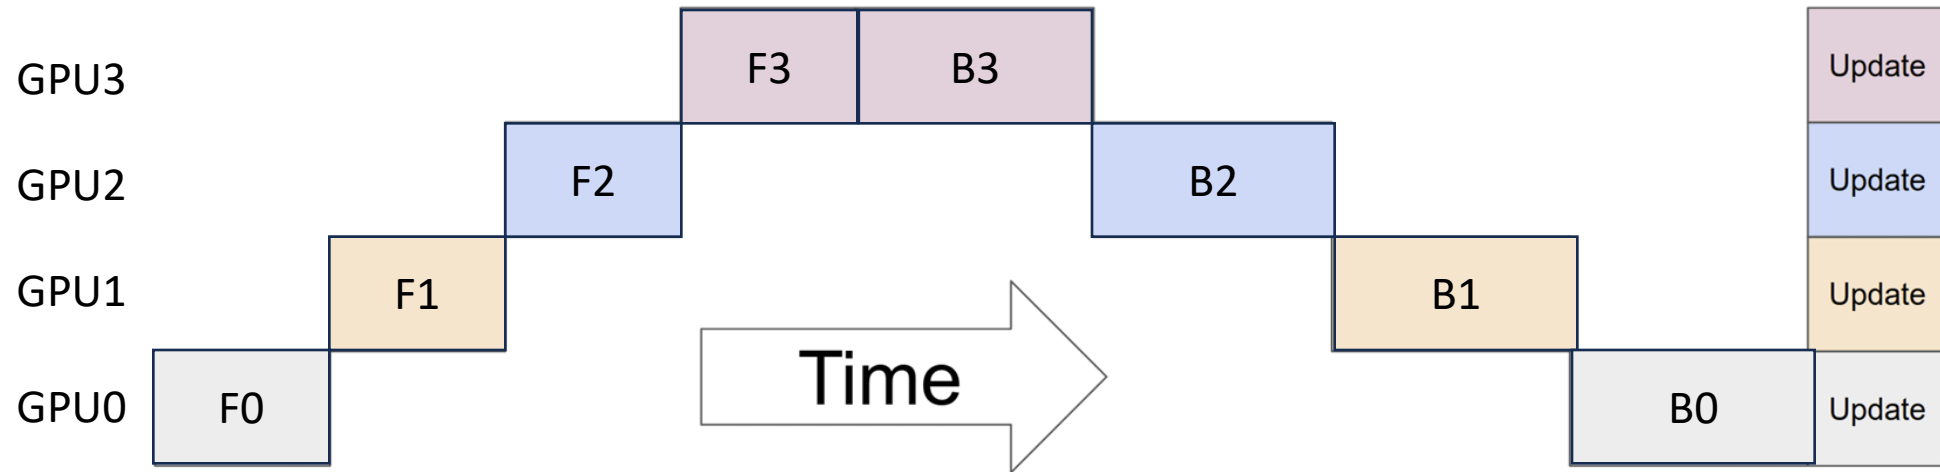 GPU3 F3 B3 Update
GPU2 F2 B2 Update
GPU1 F1 B1 Update
Time
GPU0 F0 B0 Update